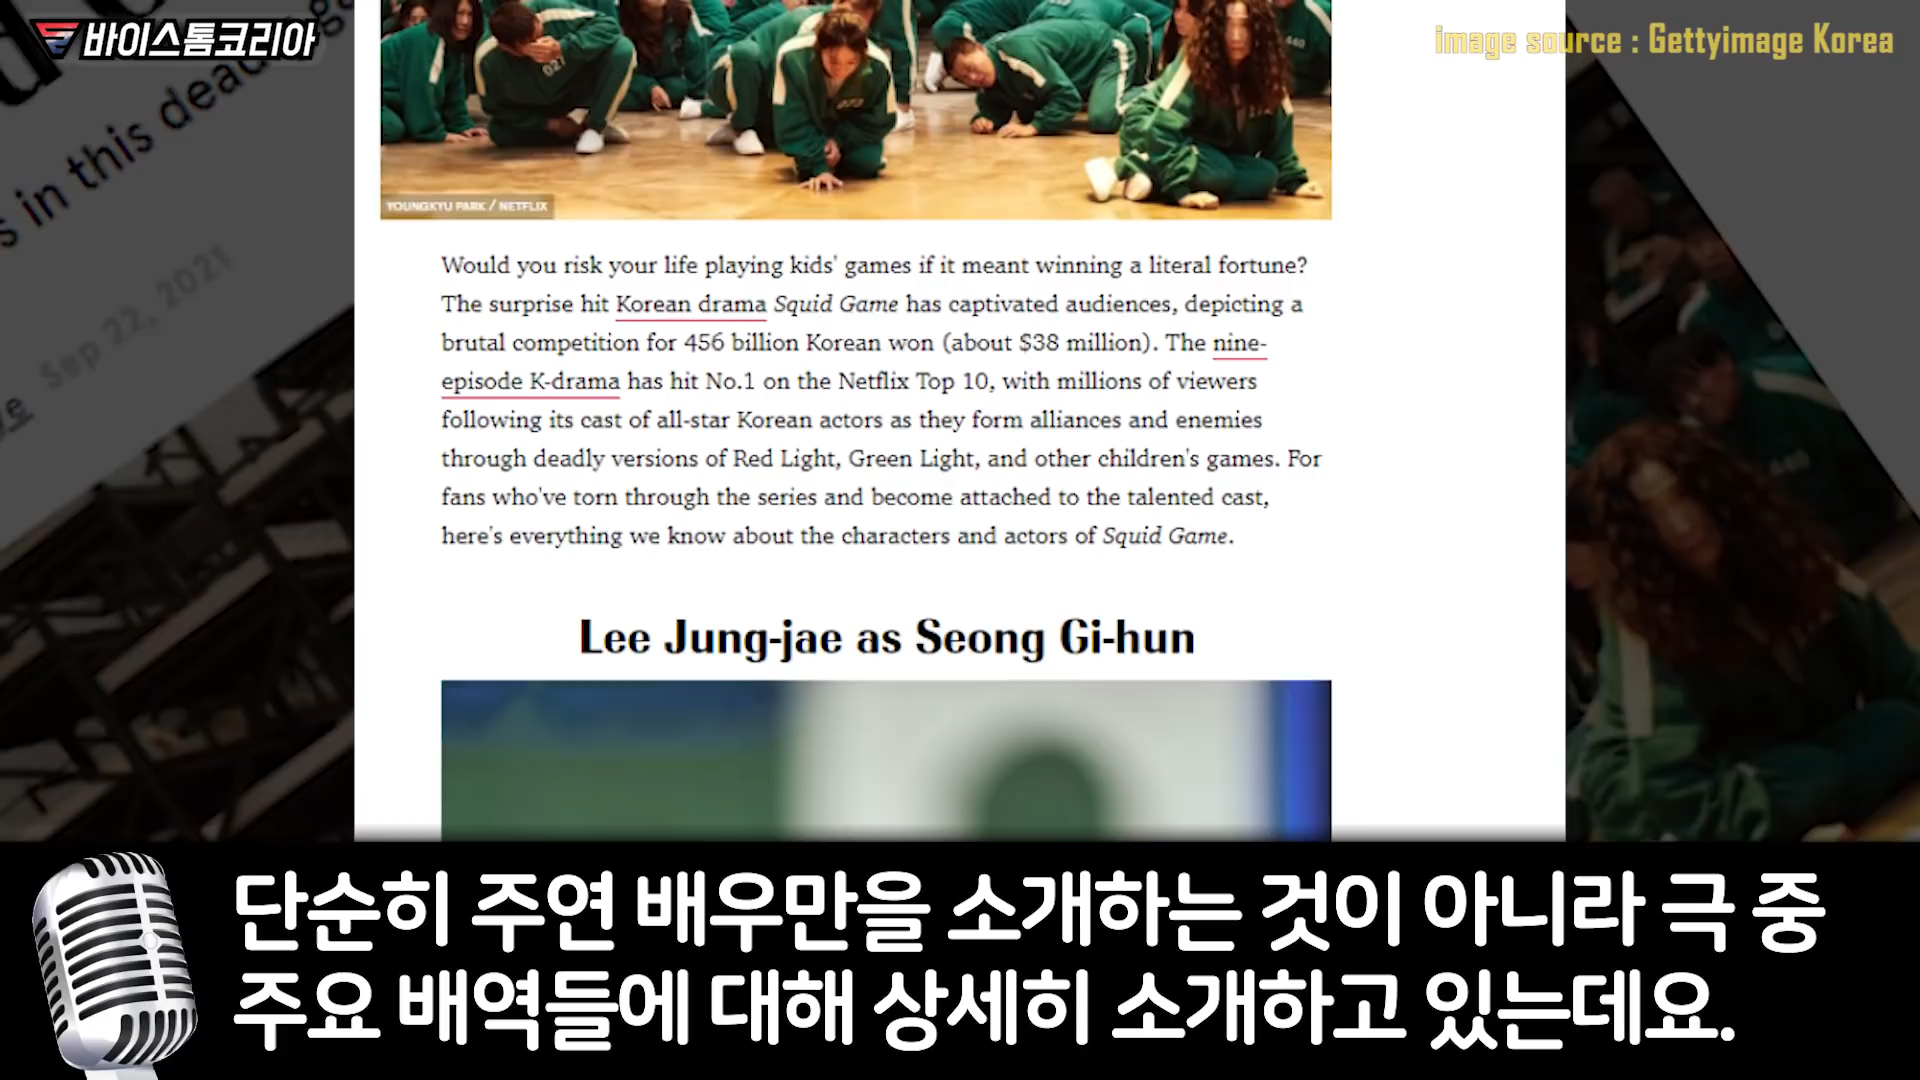 바이스톰코리아
image source : Gettyimage Korea
s in this dead
Sep 22, 2021
027
073
440
YOUNGKYU PARK / NETFLIX
Would you risk your life playing kids' games if it meant winning a literal fortune?
The surprise hit Korean drama Squid Game has captivated audiences, depicting a
brutal competition for 456 billion Korean won (about $38 million). The nine-
episode K-drama has hit No.1 on the Netflix Top 10, with millions of viewers
following its cast of all-star Korean actors as they form alliances and enemies
through deadly versions of Red Light, Green Light, and other children's games. For
fans who've torn through the series and become attached to the talented cast,
here's everything we know about the characters and actors of Squid Game.
Lee Jung-jae as Seong Gi-hun
440
단순히 주연 배우만을 소개하는 것이 아니라 극 중
주요 배역들에 대해 상세히 소개하고 있는데요.